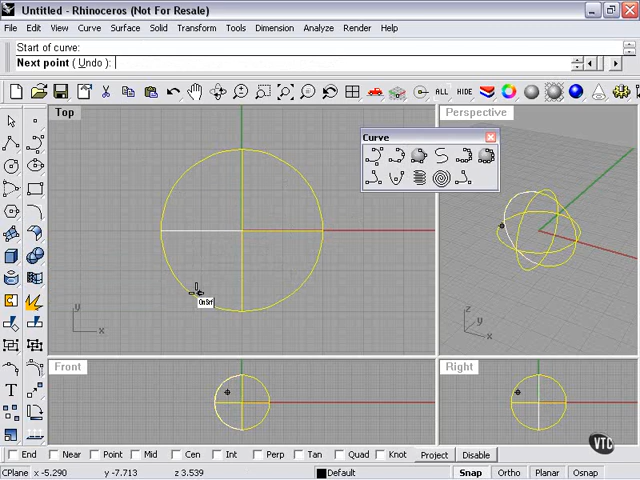 Untitled - Rhinoceros (Not For Resale)
File Edit View Curve Surface Solid Transform Tools Dimension Analyze Render Help
Start of curve:
Next point ( Undo ):
ALL HIDE
Top
Curve
Perspective
OnSrf
y
x
z
y
x
Front
Right
T
VTC
End Near Point Mid Cen Int Perp Tan Quad Knot Project Disable
CPlane x -5.290 y -7.713 z 3.539 Default Snap Ortho Planar Osnap